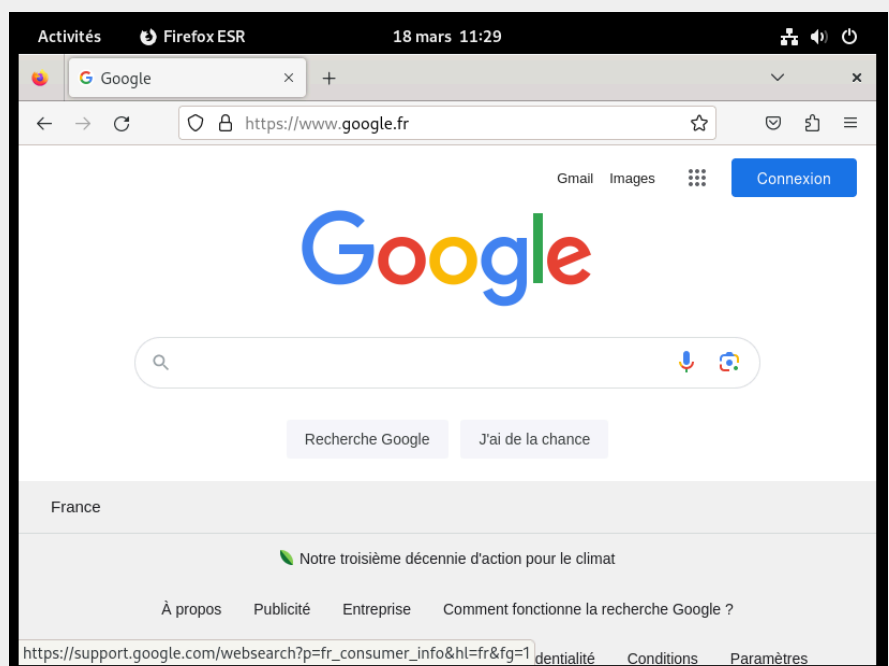 Activités Firefox ESR 18 mars 11:29
Google
https://www.google.fr
Gmail Images Connexion
Google
Recherche Google J'ai de la chance
France
Notre troisième décennie d'action pour le climat
À propos Publicité Entreprise Comment fonctionne la recherche Google ?
https://support.google.com/websearch?p=fr_consumer_info&hl=fr&fg=1 dentialité Conditions Paramètres